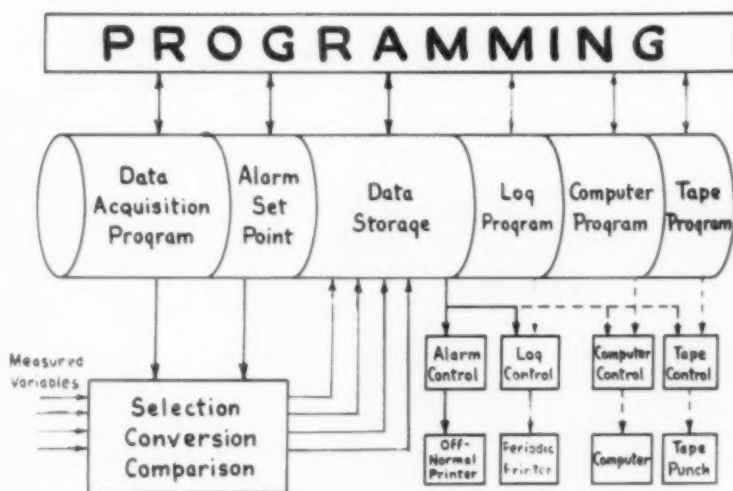 PROGRAMMING
Data
Acquisition
Program
Alarm
Set
Point
Data
Storage
Log
Program
Computer
Program
Tape
Program
Measured
Variables
Selection
Conversion
Comparison
Alarm
Control
Log
Control
Computer
Control
Tape
Control
Off-
Normal
Printer
Periodic
Printer
Computer
Tape
Punch